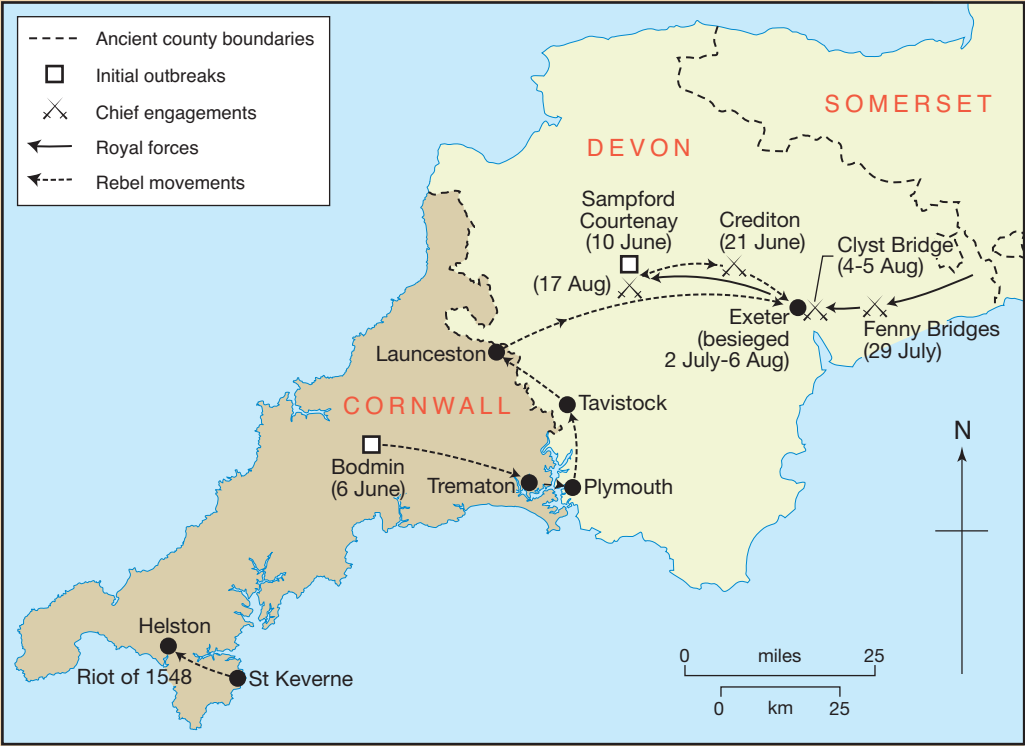 Ancient county boundaries
Initial outbreaks
Chief engagements
Royal forces
Rebel movements
SOMERSET
DEVON
Sampford
Courtenay
(10 June)
Crediton
(21 June)
Clyst Bridge
(4-5 Aug)
(17 Aug)
Exeter
(besieged
2 July-6 Aug)
Fenny Bridges
(29 July)
Launceston
CORNWALL
Tavistock
Bodmin
(6 June)
Trematon
Plymouth
N
Helston
Riot of 1548
St Keverne
0 miles 25
0 km 25